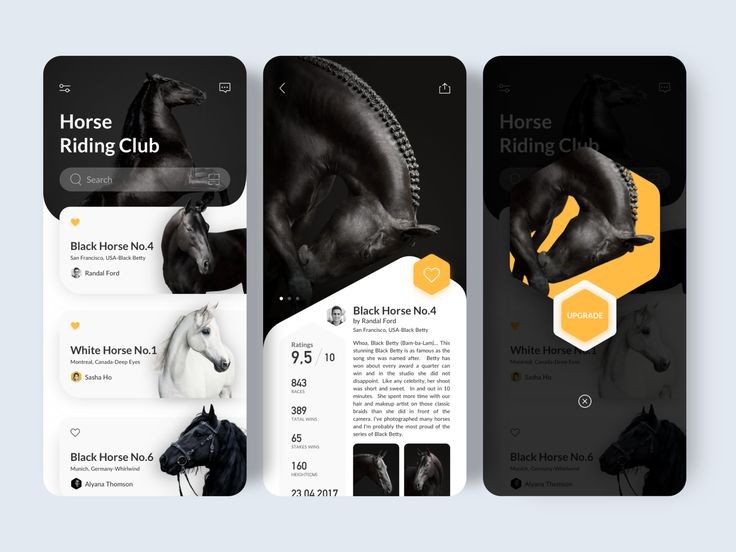 Horse
Riding Club
Search
Black Horse No.4
San Francisco, USA-Black Betty
Randal Ford
White Horse No.1
Montreal, Canada-Deep Eyes
Sasha Ho
Black Horse No.6
Munich, Germany-Whirlwind
Alyana Thomson
Black Horse No.4
by Randal Ford
San Francisco, USA-Black Betty
Ratings
9,5 / 10
843
RACES
389
TATAL WINS
65
STAKES WINS
160
HEIGHT(CM)
23.04.2017
Whoa, Black Betty (Bam-ba-Lam)... This
stunning Black Betty is as famous as the
song she was named after. Betty has
won about every award a quarter can
win and in the studio she did not
disappoint. Like any celebrity, her shoot
was short and sweet. In and out in 10
minutes. She spent more time with our
hair and makeup artist on those classic
braids than she did in front of the
camera. I've photographed many horses
and I'm probably the most proud of the
series of Black Betty.
Horse
Riding Club
UPGRADE
White Horse No.1
Montreal, Canada-Deep Eyes
Sasha Ho
Black Horse No.6
Munich, Germany-Whirlwind
Alyana Thomson